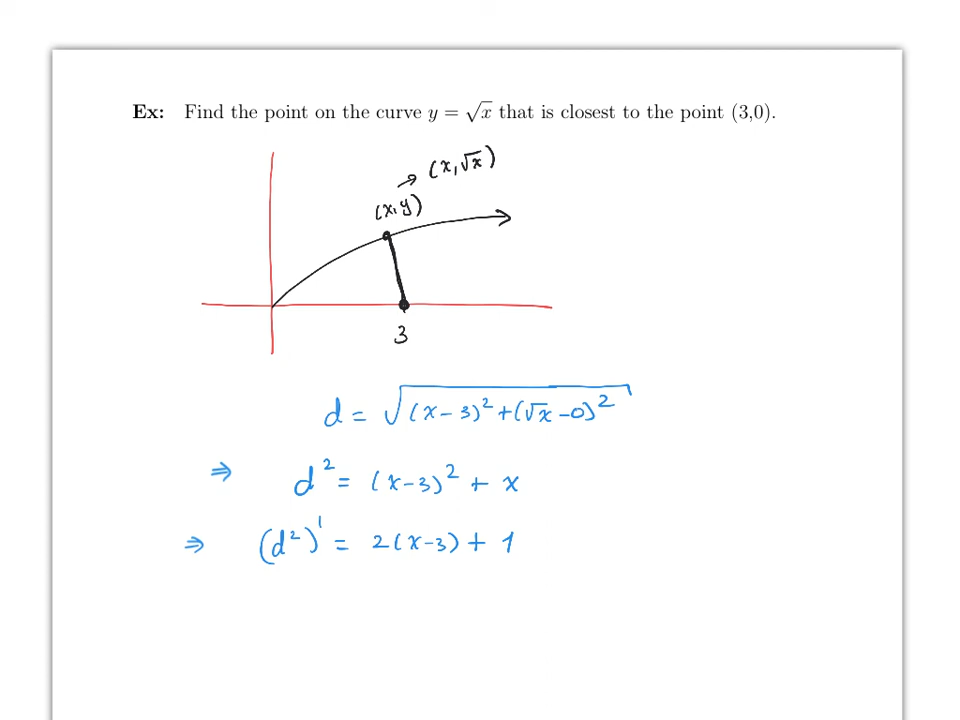 Ex: Find the point on the curve y = √x that is closest to the point (3,0).
→ (x,√x)
(x,y)
3
d = √((x-3)²+(√x-0)²)
⇒ d² = (x-3)² + x
⇒ (d²)' = 2(x-3) + 1